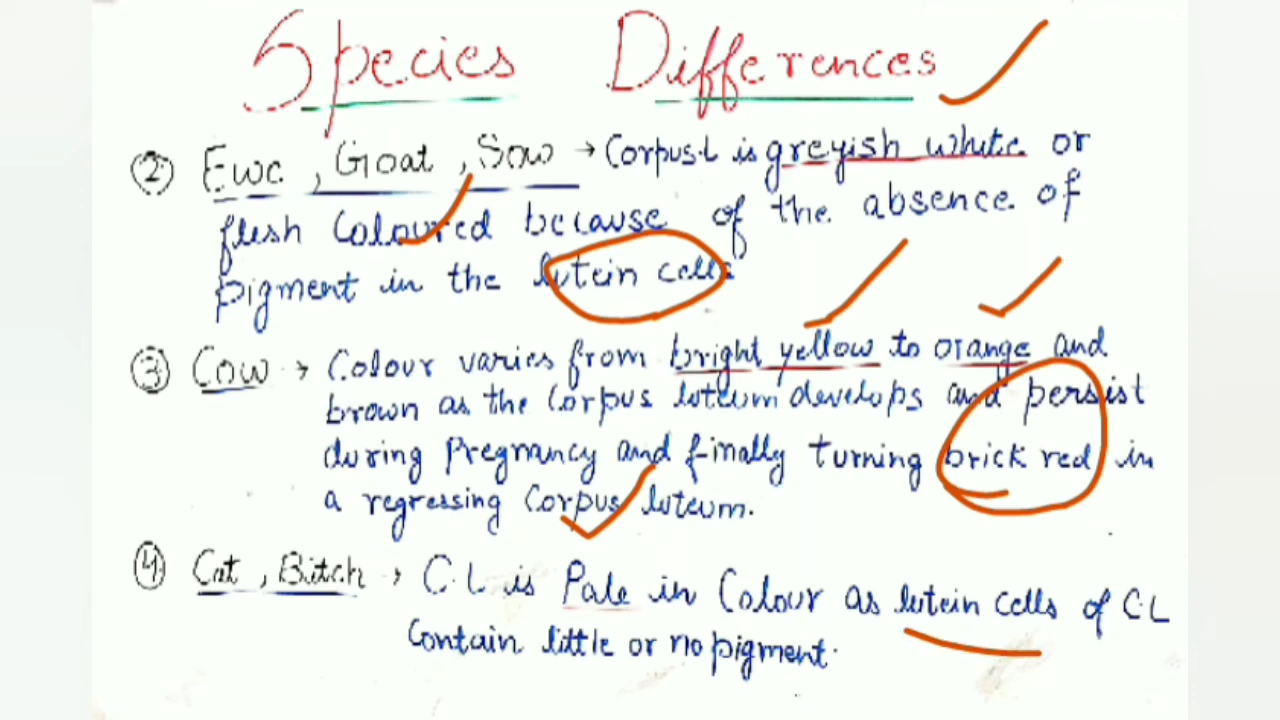 Species Differences
② Ewe, Goat, Sow → Corpus.L is greyish white or
flesh Coloured because of the absence of
pigment in the lutein cells
③ Cow → Colour varies from bright yellow to orange and
brown as the Corpus luteum develops and persist
during Pregnancy and finally turning brick red in
a regressing Corpus luteum.
④ Cat, Bitch → C.L is Pale in Colour as lutein cells of C.L
Contain little or no pigment.